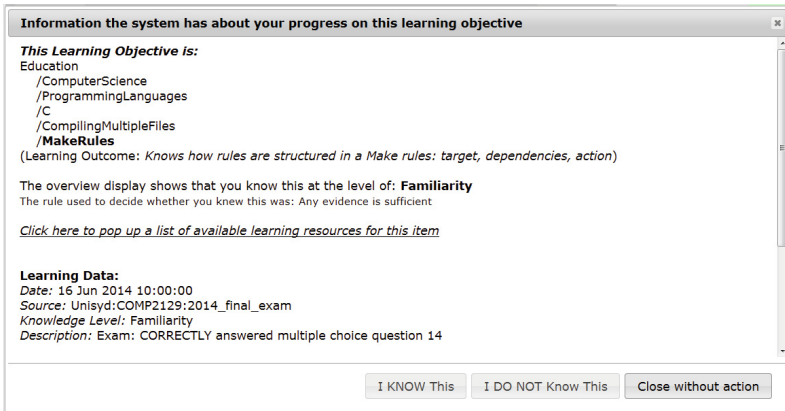 Information the system has about your progress on this learning objective
This Learning Objective is:
Education
/ComputerScience
/ProgrammingLanguages
/C
/CompilingMultipleFiles
/MakeRules
(Learning Outcome: Knows how rules are structured in a Make rules: target, dependencies, action)
The overview display shows that you know this at the level of: Familiarity
The rule used to decide whether you knew this was: Any evidence is sufficient
Click here to pop up a list of available learning resources for this item
Learning Data:
Date: 16 Jun 2014 10:00:00
Source: Unisyd:COMP2129:2014_final_exam
Knowledge Level: Familiarity
Description: Exam: CORRECTLY answered multiple choice question 14
I KNOW This I DO NOT Know This Close without action